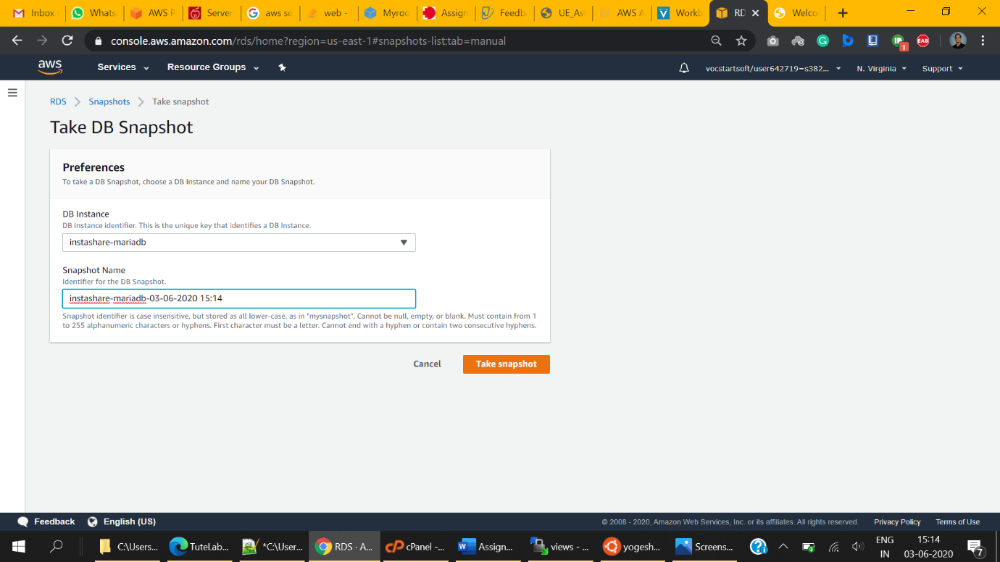 Inbox
Whats
AWS P
Server
aws se
web -
Myroo
Assign
Feedb
UE_As
AWS A
Workb
RD
Welco
console.aws.amazon.com/rds/home?region=us-east-1#snapshots-list:tab=manual
1
EAB
aws
Services
Resource Groups
vocstartsoft/user642719=s382...
N. Virginia
Support
RDS
Snapshots
Take snapshot
Take DB Snapshot
Preferences
To take a DB Snapshot, choose a DB Instance and name your DB Snapshot.
DB Instance
DB Instance identifier. This is the unique key that identifies a DB Instance.
instashare-mariadb
Snapshot Name
Identifier for the DB Snapshot.
instashare-mariadb-03-06-2020 15:14
Snapshot identifier is case insensitive, but stored as all lower-case, as in "mysnapshot". Cannot be null, empty, or blank. Must contain from 1
to 255 alphanumeric characters or hyphens. First character must be a letter. Cannot end with a hyphen or contain two consecutive hyphens.
Cancel
Take snapshot
Feedback
English (US)
© 2008 - 2020, Amazon Web Services, Inc. or its affiliates. All rights reserved.
Privacy Policy
Terms of Use
C:\Users...
TuteLab...
*C:\User...
RDS · A...
cPanel -...
Assign...
views - ...
yogesh...
Screens...
ENG
IN
15:14
03-06-2020
7